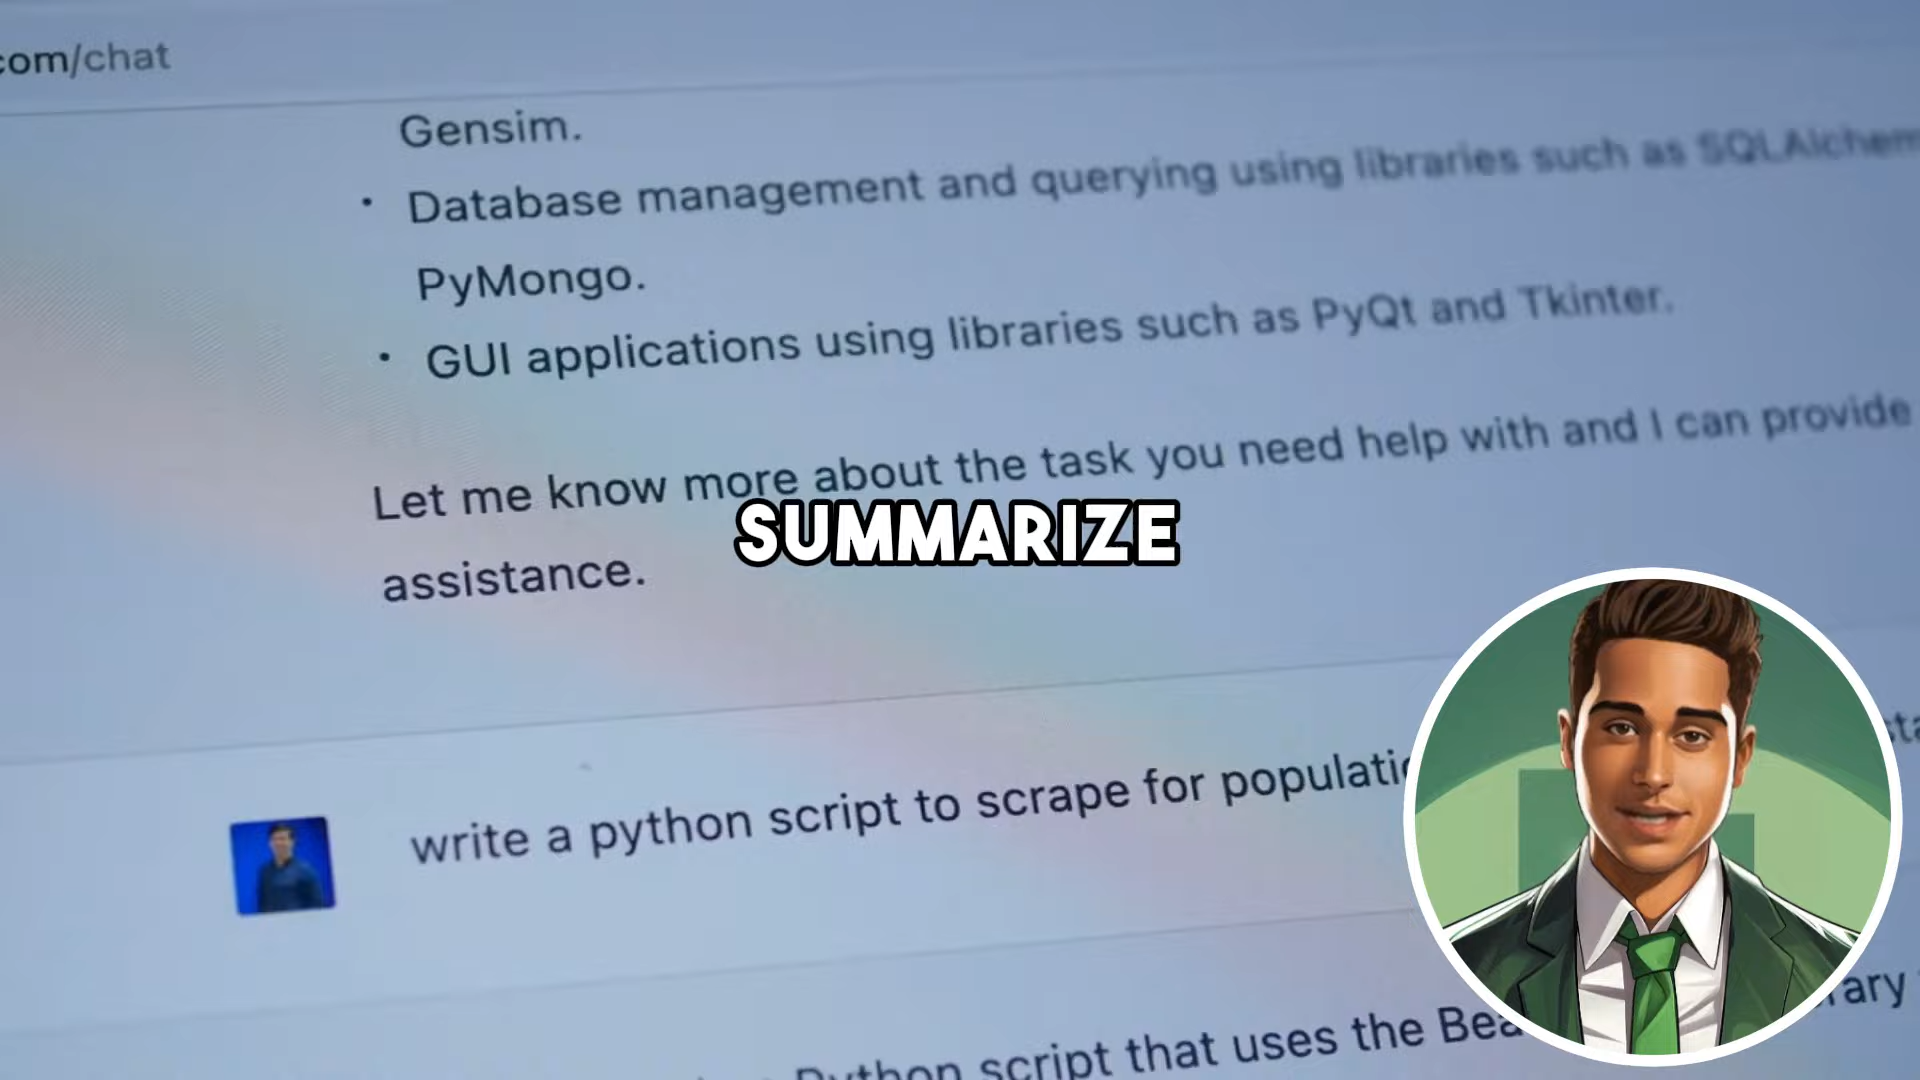 com/chat
Gensim.
• Database management and querying using libraries such as
PyMongo.
• GUI applications using libraries such as PyQt and Tkinter.
Let me know more about the task you need help with and I can provide
SUMMARIZE
assistance.
write a python script to scrape for
Python script that uses the